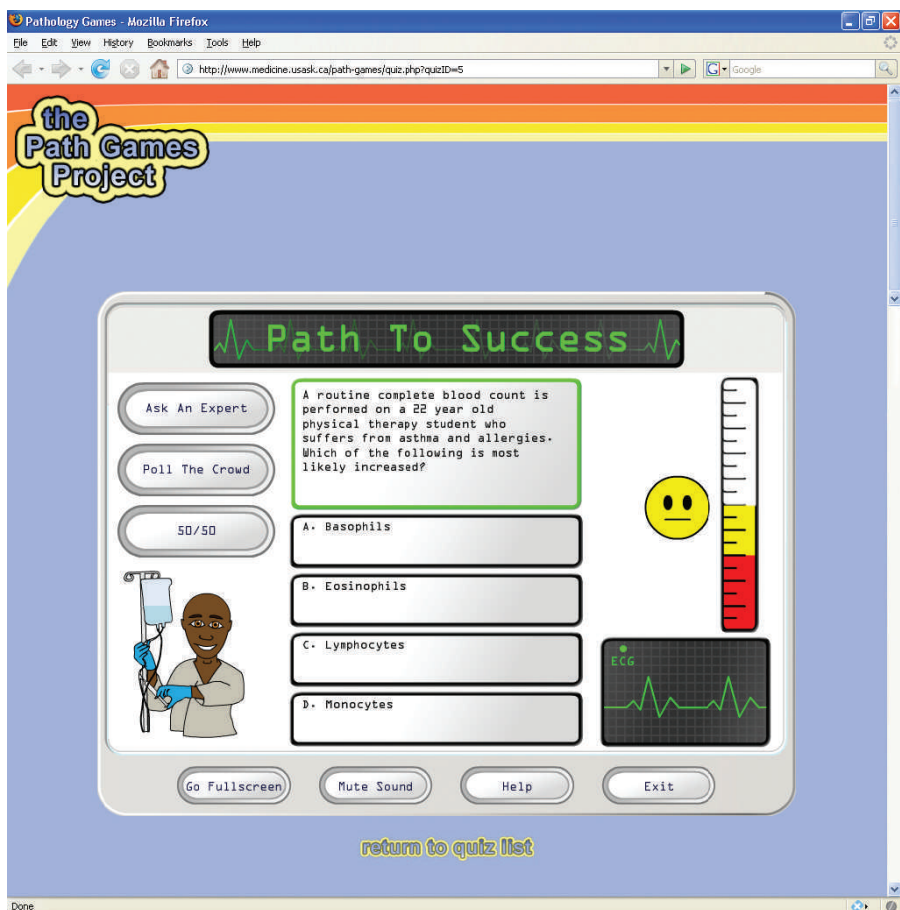 Pathology Games - Mozilla Firefox
File Edit View History Bookmarks Tools Help
http://www.medicine.usask.ca/path-games/quiz.php?quizID=5
G Google
the
Path Games
Project
Path To Success
Ask An Expert
Poll The Crowd
50/50
A routine complete blood count is
performed on a 22 year old
physical therapy student who
suffers from asthma and allergies.
Which of the following is most
likely increased?
A. Basophils
B. Eosinophils
C. Lymphocytes
D. Monocytes
ECG
Go Fullscreen
Mute Sound
Help
Exit
return to quiz list
Done